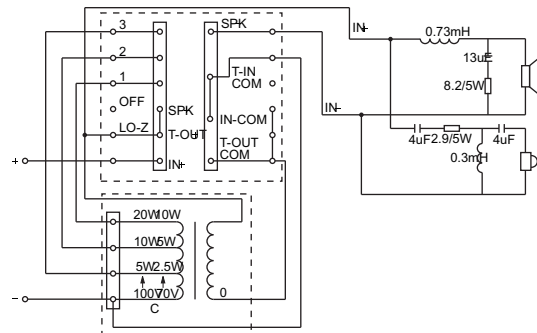 3
SPK-
IN+
0.73mH
2
13uF
T-IN
COM
1
8.2/5W
OFF
SPK+
IN-
IN-COM
LO-Z
T-OUT
T-OUT
COM
4uF
2.9/5W
4uF
0.3mH
+
IN+
20W
10W
10W
5W
5W
2.5W
-
100V
70V
0
C